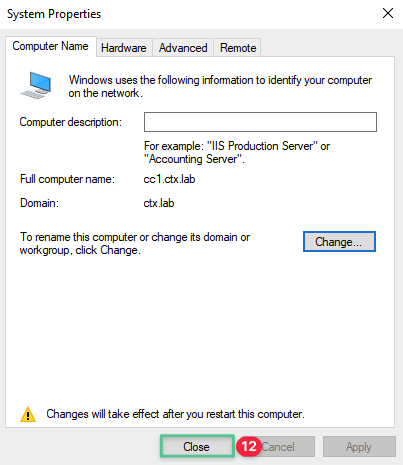 System Properties
Computer Name
Hardware
Advanced
Remote
Windows uses the following information to identify your computer
on the network.
Computer description:
For example: "IIS Production Server" or
"Accounting Server".
Full computer name: cc1.ctx.lab
Domain: ctx.lab
To rename this computer or change its domain or
workgroup, click Change.
Change...
Changes will take effect after you restart this computer.
Close
12
Cancel
Apply